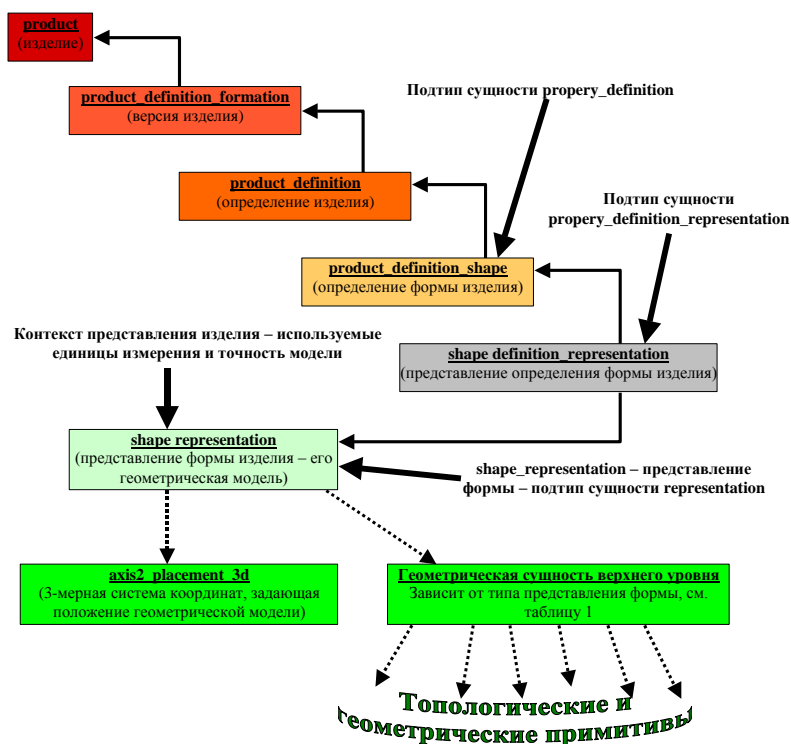 product
(изделие)
product_definition_formation
(версия изделия)
Подтип сущности propery_definition
product_definition
(определение изделия)
Подтип сущности
propery_definition_representation
product_definition_shape
(определение формы изделия)
Контекст представления изделия – используемые
единицы измерения и точность модели
shape definition_representation
(представление определения формы изделия)
shape representation
(представление формы изделия – его
геометрическая модель)
shape_representation – представление
формы – подтип сущности representation
axis2_placement_3d
(3-мерная система координат, задающая
положение геометрической модели)
Геометрическая сущность верхнего уровня
Зависит от типа представления формы, см.
таблицу 1
Топологические и
геометрические примитивы